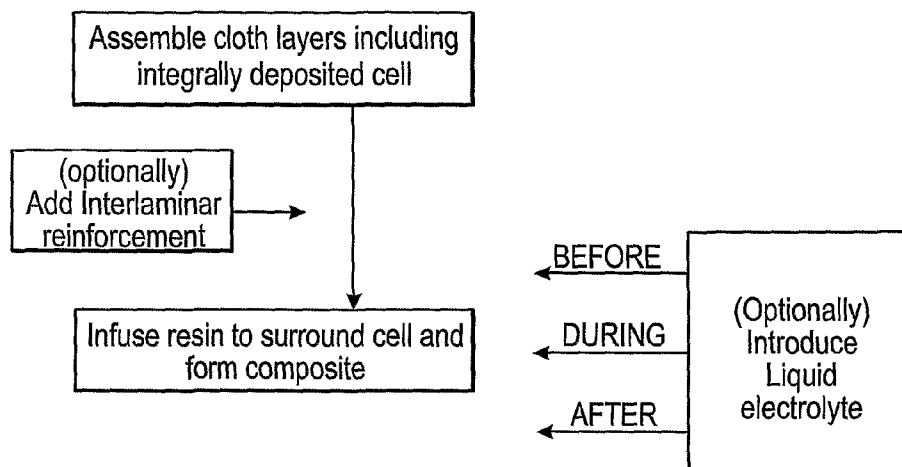 Assemble cloth layers including
integrally deposited cell
(optionally)
Add Interlaminar
reinforcement
Infuse resin to surround cell and
form composite
BEFORE
DURING
AFTER
(Optionally)
Introduce
Liquid
electrolyte